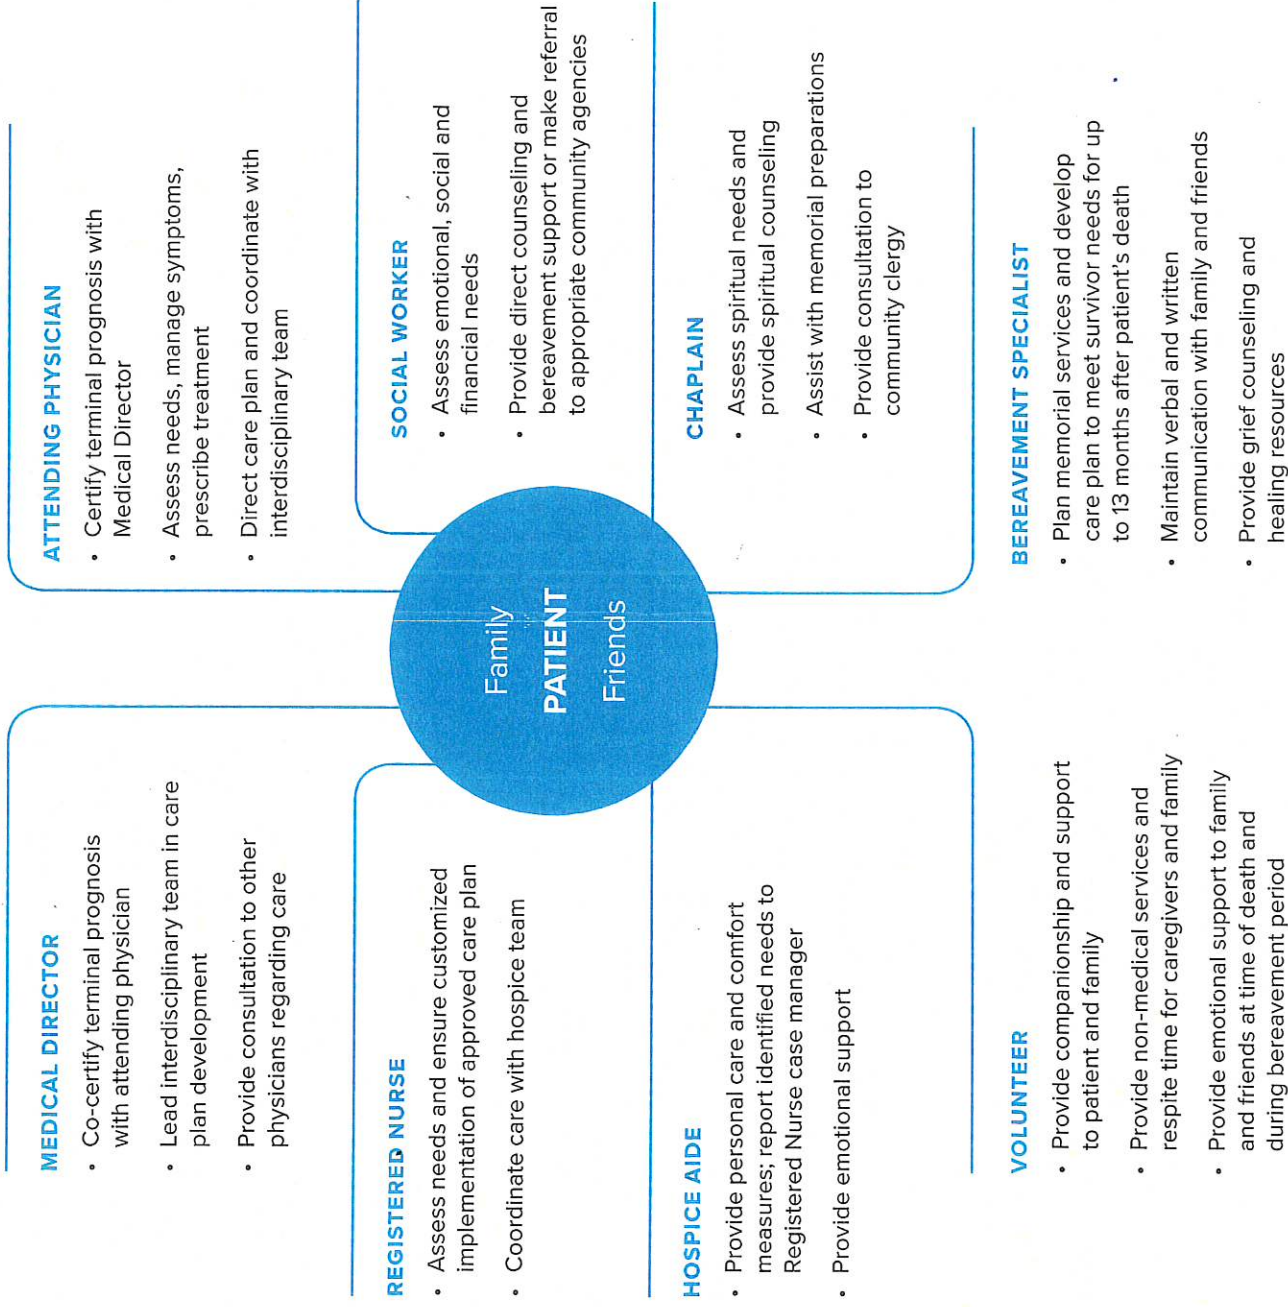 MEDICAL DIRECTOR
• Co-certify terminal prognosis
with attending physician
• Lead interdisciplinary team in care
plan development
• Provide consultation to other
physicians regarding care
ATTENDING PHYSICIAN
• Certify terminal prognosis with
Medical Director
• Assess needs, manage symptoms,
prescribe treatment
• Direct care plan and coordinate with
interdisciplinary team
REGISTERED NURSE
• Assess needs and ensure customized
implementation of approved care plan
• Coordinate care with hospice team
Family
PATIENT
Friends
SOCIAL WORKER
• Assess emotional, social and
financial needs
• Provide direct counseling and
bereavement support or make referral
to appropriate community agencies
HOSPICE AIDE
• Provide personal care and comfort
measures; report identified needs to
Registered Nurse case manager
• Provide emotional support
CHAPLAIN
• Assess spiritual needs and
provide spiritual counseling
• Assist with memorial preparations
• Provide consultation to
community clergy
VOLUNTEER
• Provide companionship and support
to patient and family
• Provide non-medical services and
respite time for caregivers and family
• Provide emotional support to family
and friends at time of death and
during bereavement period
BEREAVEMENT SPECIALIST
• Plan memorial services and develop
care plan to meet survivor needs for up
to 13 months after patient's death
• Maintain verbal and written
communication with family and friends
• Provide grief counseling and
healing resources